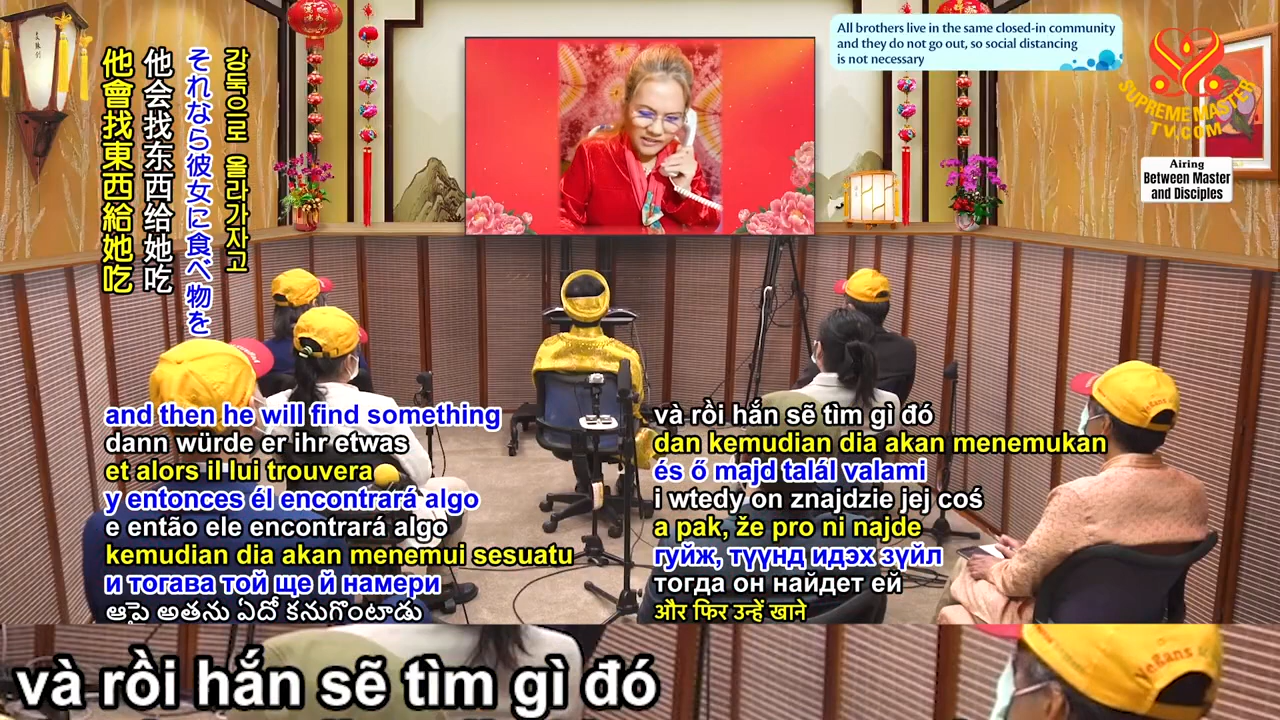 All brothers live in the same closed-in community
and they do not go out, so social distancing
is not necessary
SUPREME MASTER
TV.COM
Airing
Between Master
and Disciples
강둑으로 올라가자고
それなら彼女に食べ物を
他会找东西给她吃
他會找東西給她吃
and then he will find something
dann würde er ihr etwas
et alors il lui trouvera
y entonces él encontrará algo
e então ele encontrará algo
kemudian dia akan menemui sesuatu
и тогава той ще й намери
ఆపై అతను ఏదో కనుగొంటాడు
và rồi hắn sẽ tìm gì đó
dan kemudian dia akan menemukan
és ő majd talál valami
i wtedy on znajdzie jej coś
a pak, že pro ni najde
гуйж, түүнд идэх зүйл
тогда он найдет ей
और फिर उन्हें खाने
và rồi hắn sẽ tìm gì đó